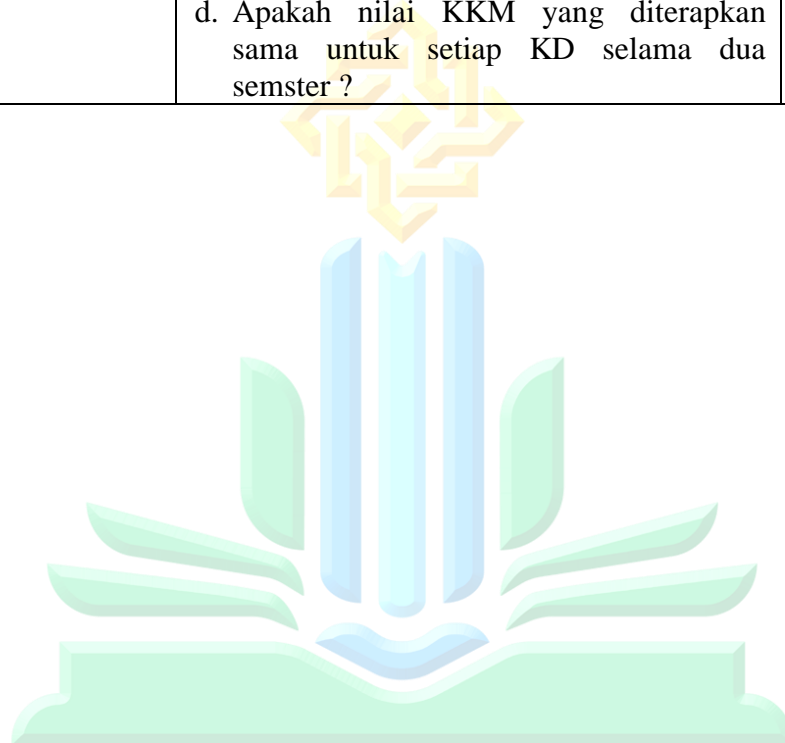 d. Apakah nilai KKM yang diterapkan
sama untuk setiap KD selama dua
semster ?